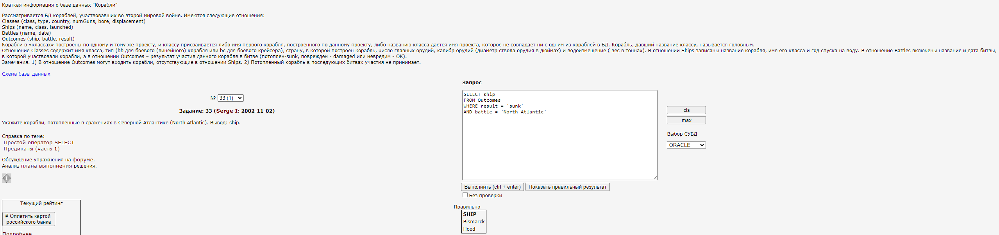 Краткая информация о базе данных "Корабли"
Рассматривается БД кораблей, участвовавших во второй мировой войне. Имеются следующие отношения:
Classes (class, type, country, numGuns, bore, displacement)
Ships (name, class, launched)
Battles (name, date)
Outcomes (ship, battle, result)
Корабли в «классах» построены по одному и тому же проекту, и классу присваивается либо имя первого корабля, построенного по данному проекту, либо названию класса дается имя проекта, которое не совпадает ни с одним из кораблей в БД. Корабль, давший название классу, называется головным.
Отношение Classes содержит имя класса, тип (bb для боевого (линейного) корабля или bc для боевого крейсера), страну, в которой построен корабль, число главных орудий, калибр орудий (диаметр ствола орудия в дюймах) и водоизмещение ( вес в тоннах). В отношении Ships записаны название корабля, имя его класса и год спуска на воду. В отношение Battles включены название и дата битвы,
в которой участвовали корабли, а в отношении Outcomes – результат участия данного корабля в битве (потоплен-sunk, поврежден - damaged или невредим - OK).
Замечания. 1) В отношение Outcomes могут входить корабли, отсутствующие в отношении Ships. 2) Потопленный корабль в последующих битвах участия не принимает.
Схема базы данных
№ 33 (1)
Задание: 33 (Serge I: 2002-11-02)
Укажите корабли, потопленные в сражениях в Северной Атлантике (North Atlantic). Вывод: ship.
Справка по теме:
Простой оператор SELECT
Предикаты (часть 1)
Обсуждение упражнения на форуме.
Анализ плана выполнения решения.
Текущий рейтинг
₽ Оплатить картой
российского банка
Подробнее
Запрос
SELECT ship
FROM Outcomes
WHERE result = 'sunk'
AND battle = 'North Atlantic'
cls
max
Выбор СУБД
ORACLE
Выполнить (ctrl + enter) Показать правильный результат
Без проверки
Правильно
SHIP
Bismarck
Hood